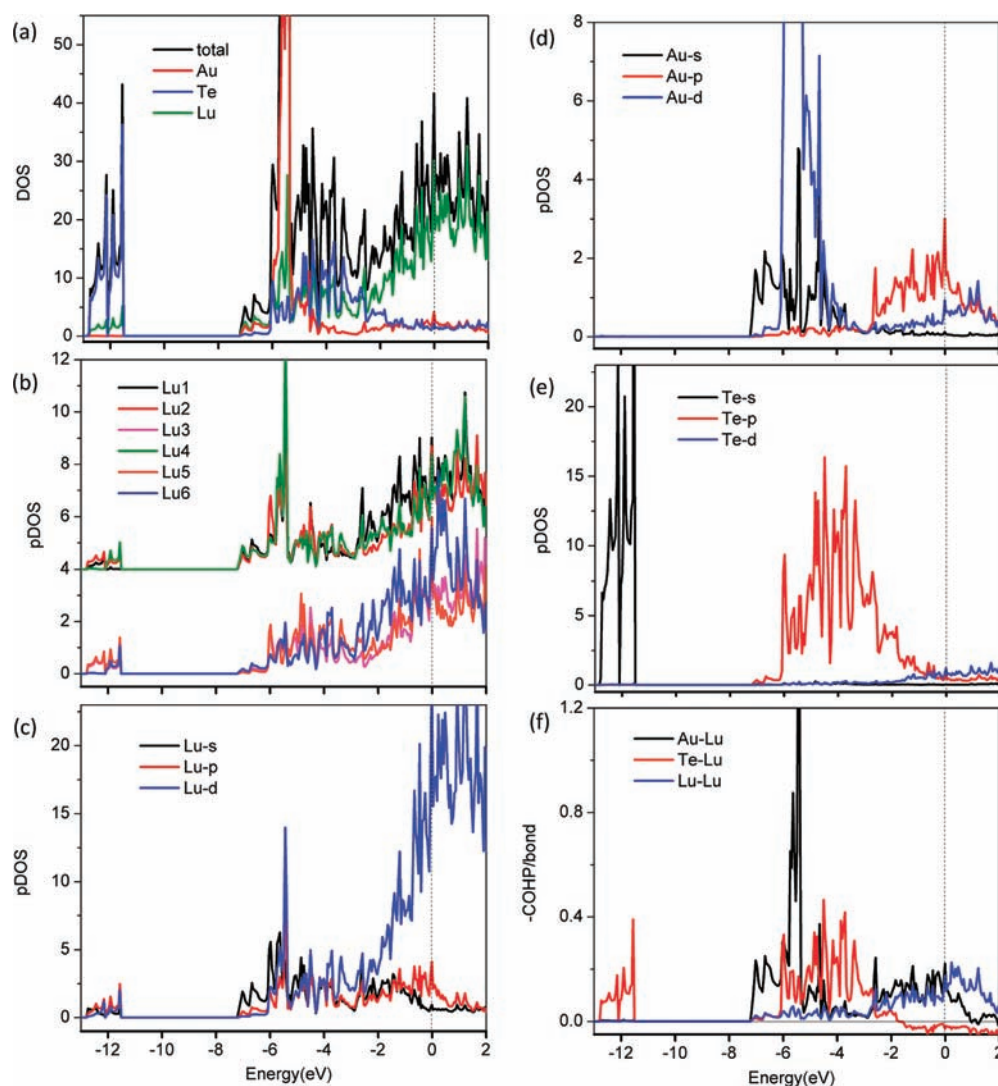 (a)
total
Au
Te
Lu
DOS
50
40
30
20
10
0
(b)
Lu1
Lu2
Lu3
Lu4
Lu5
Lu6
pDOS
12
10
8
6
4
2
0
(c)
Lu-s
Lu-p
Lu-d
pDOS
20
15
10
5
0
-12 -10 -8 -6 -4 -2 0 2
Energy(eV)
(d)
Au-s
Au-p
Au-d
pDOS
8
6
4
2
0
(e)
Te-s
Te-p
Te-d
pDOS
20
15
10
5
0
(f)
Au-Lu
Te-Lu
Lu-Lu
-COHP/bond
1.2
0.8
0.4
0.0
-12 -10 -8 -6 -4 -2 0 2
Energy(eV)